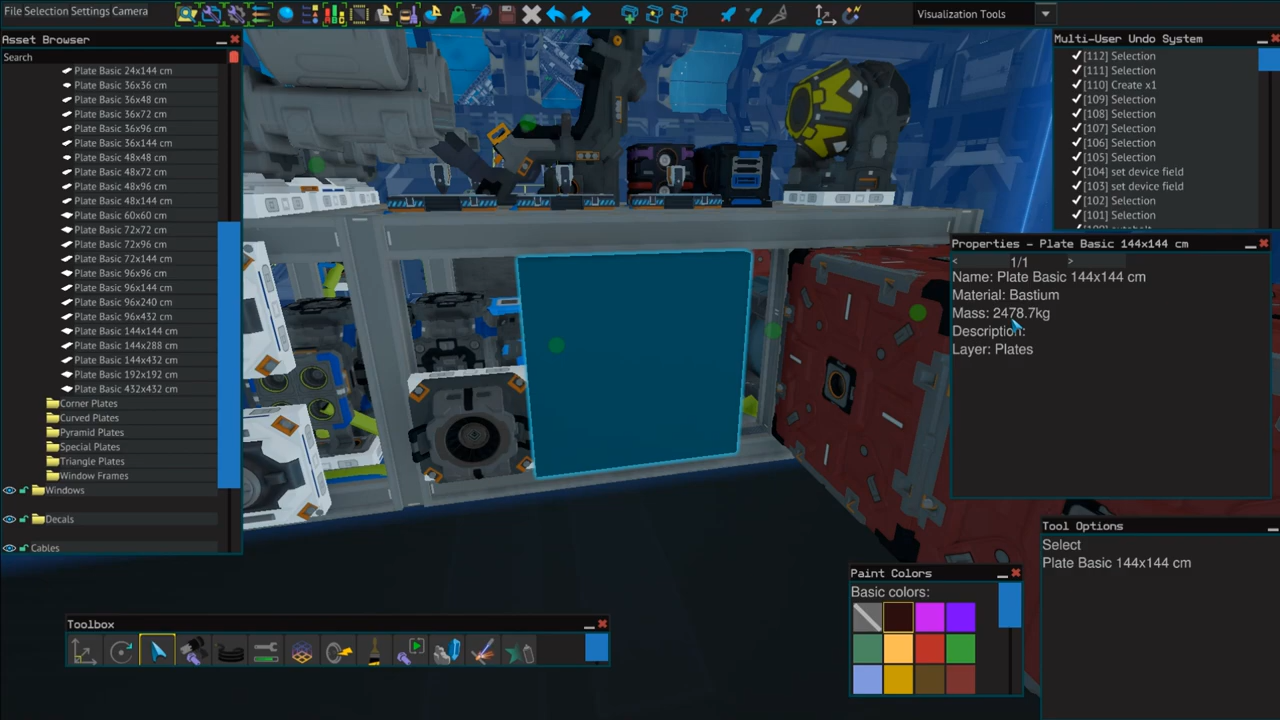 File Selection Settings Camera
Visualization Tools
Asset Browser
Search
Plate Basic 24x144 cm
Plate Basic 36x36 cm
Plate Basic 36x48 cm
Plate Basic 36x72 cm
Plate Basic 36x96 cm
Plate Basic 36x144 cm
Plate Basic 48x48 cm
Plate Basic 48x72 cm
Plate Basic 48x96 cm
Plate Basic 48x144 cm
Plate Basic 60x60 cm
Plate Basic 72x72 cm
Plate Basic 72x96 cm
Plate Basic 72x144 cm
Plate Basic 96x96 cm
Plate Basic 96x144 cm
Plate Basic 96x240 cm
Plate Basic 96x432 cm
Plate Basic 144x144 cm
Plate Basic 144x288 cm
Plate Basic 144x432 cm
Plate Basic 192x192 cm
Plate Basic 432x432 cm
Corner Plates
Curved Plates
Pyramid Plates
Special Plates
Triangle Plates
Window Frames
Windows
Decals
Cables
Multi-User Undo System
[112] Selection
[111] Selection
[110] Create x1
[109] Selection
[108] Selection
[107] Selection
[106] Selection
[105] Selection
[104] set device field
[103] set device field
[102] Selection
[101] Selection
Properties - Plate Basic 144x144 cm
< 1/1 >
Name: Plate Basic 144x144 cm
Material: Bastium
Mass: 2478.7kg
Description:
Layer: Plates
Tool Options
Select
Plate Basic 144x144 cm
Paint Colors
Basic colors:
Toolbox